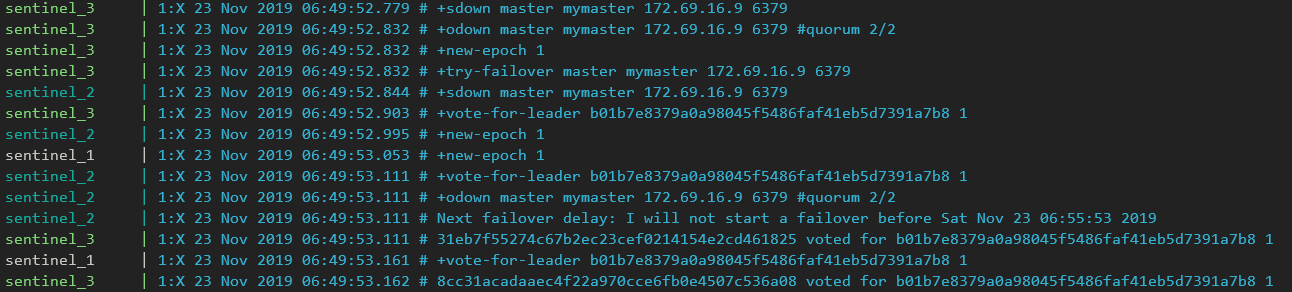 sentinel_3 | 1:X 23 Nov 2019 06:49:52.779 # +sdown master mymaster 172.69.16.9 6379
sentinel_3 | 1:X 23 Nov 2019 06:49:52.832 # +odown master mymaster 172.69.16.9 6379 #quorum 2/2
sentinel_3 | 1:X 23 Nov 2019 06:49:52.832 # +new-epoch 1
sentinel_3 | 1:X 23 Nov 2019 06:49:52.832 # +try-failover master mymaster 172.69.16.9 6379
sentinel_2 | 1:X 23 Nov 2019 06:49:52.844 # +sdown master mymaster 172.69.16.9 6379
sentinel_3 | 1:X 23 Nov 2019 06:49:52.903 # +vote-for-leader b01b7e8379a0a98045f5486faf41eb5d7391a7b8 1
sentinel_2 | 1:X 23 Nov 2019 06:49:52.995 # +new-epoch 1
sentinel_1 | 1:X 23 Nov 2019 06:49:53.053 # +new-epoch 1
sentinel_2 | 1:X 23 Nov 2019 06:49:53.111 # +vote-for-leader b01b7e8379a0a98045f5486faf41eb5d7391a7b8 1
sentinel_2 | 1:X 23 Nov 2019 06:49:53.111 # +odown master mymaster 172.69.16.9 6379 #quorum 2/2
sentinel_2 | 1:X 23 Nov 2019 06:49:53.111 # Next failover delay: I will not start a failover before Sat Nov 23 06:55:53 2019
sentinel_3 | 1:X 23 Nov 2019 06:49:53.111 # 31eb7f55274c67b2ec23cef0214154e2cd461825 voted for b01b7e8379a0a98045f5486faf41eb5d7391a7b8 1
sentinel_1 | 1:X 23 Nov 2019 06:49:53.161 # +vote-for-leader b01b7e8379a0a98045f5486faf41eb5d7391a7b8 1
sentinel_3 | 1:X 23 Nov 2019 06:49:53.162 # 8cc31acadaaec4f22a970cce6fb0e4507c536a08 voted for b01b7e8379a0a98045f5486faf41eb5d7391a7b8 1